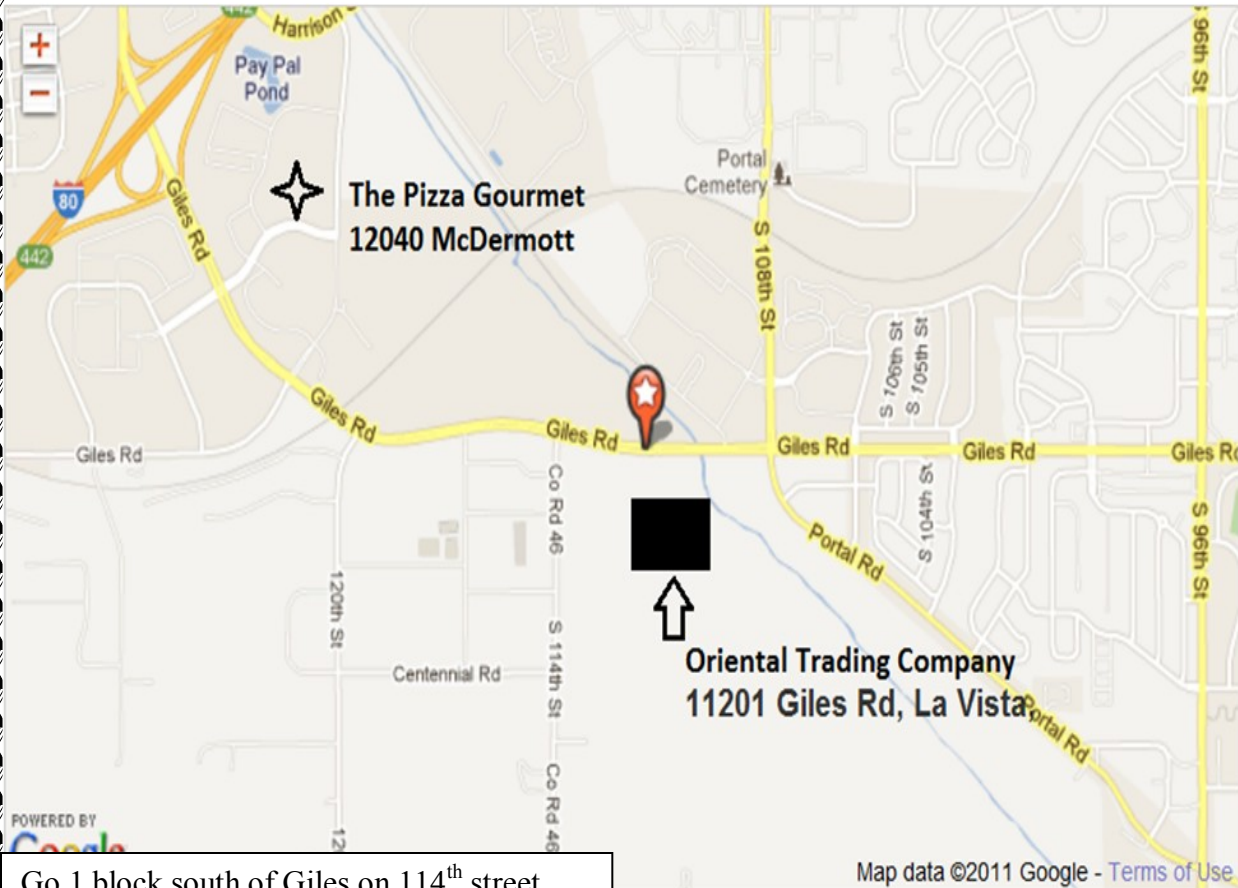 442
Harrison
96th St
Pay Pal
Pond
Portal
Cemetery
80
The Pizza Gourmet
12040 McDermott
Giles Rd
442
S 108th St
S 106th St
S 105th St
Giles Rd
Giles Rd
Giles Rd
Giles Rd
Giles Rd
Giles Rd
Co Rd 46
S 104th St
S 96th St
Portal Rd
120th St
S 114th St
Oriental Trading Company
Centennial Rd
11201 Giles Rd, La Vista,
Portal Rd
Co Rd 46
POWERED BY
Google
12
Go 1 block south of Giles on 114th street
Map data ©2011 Google - Terms of Use